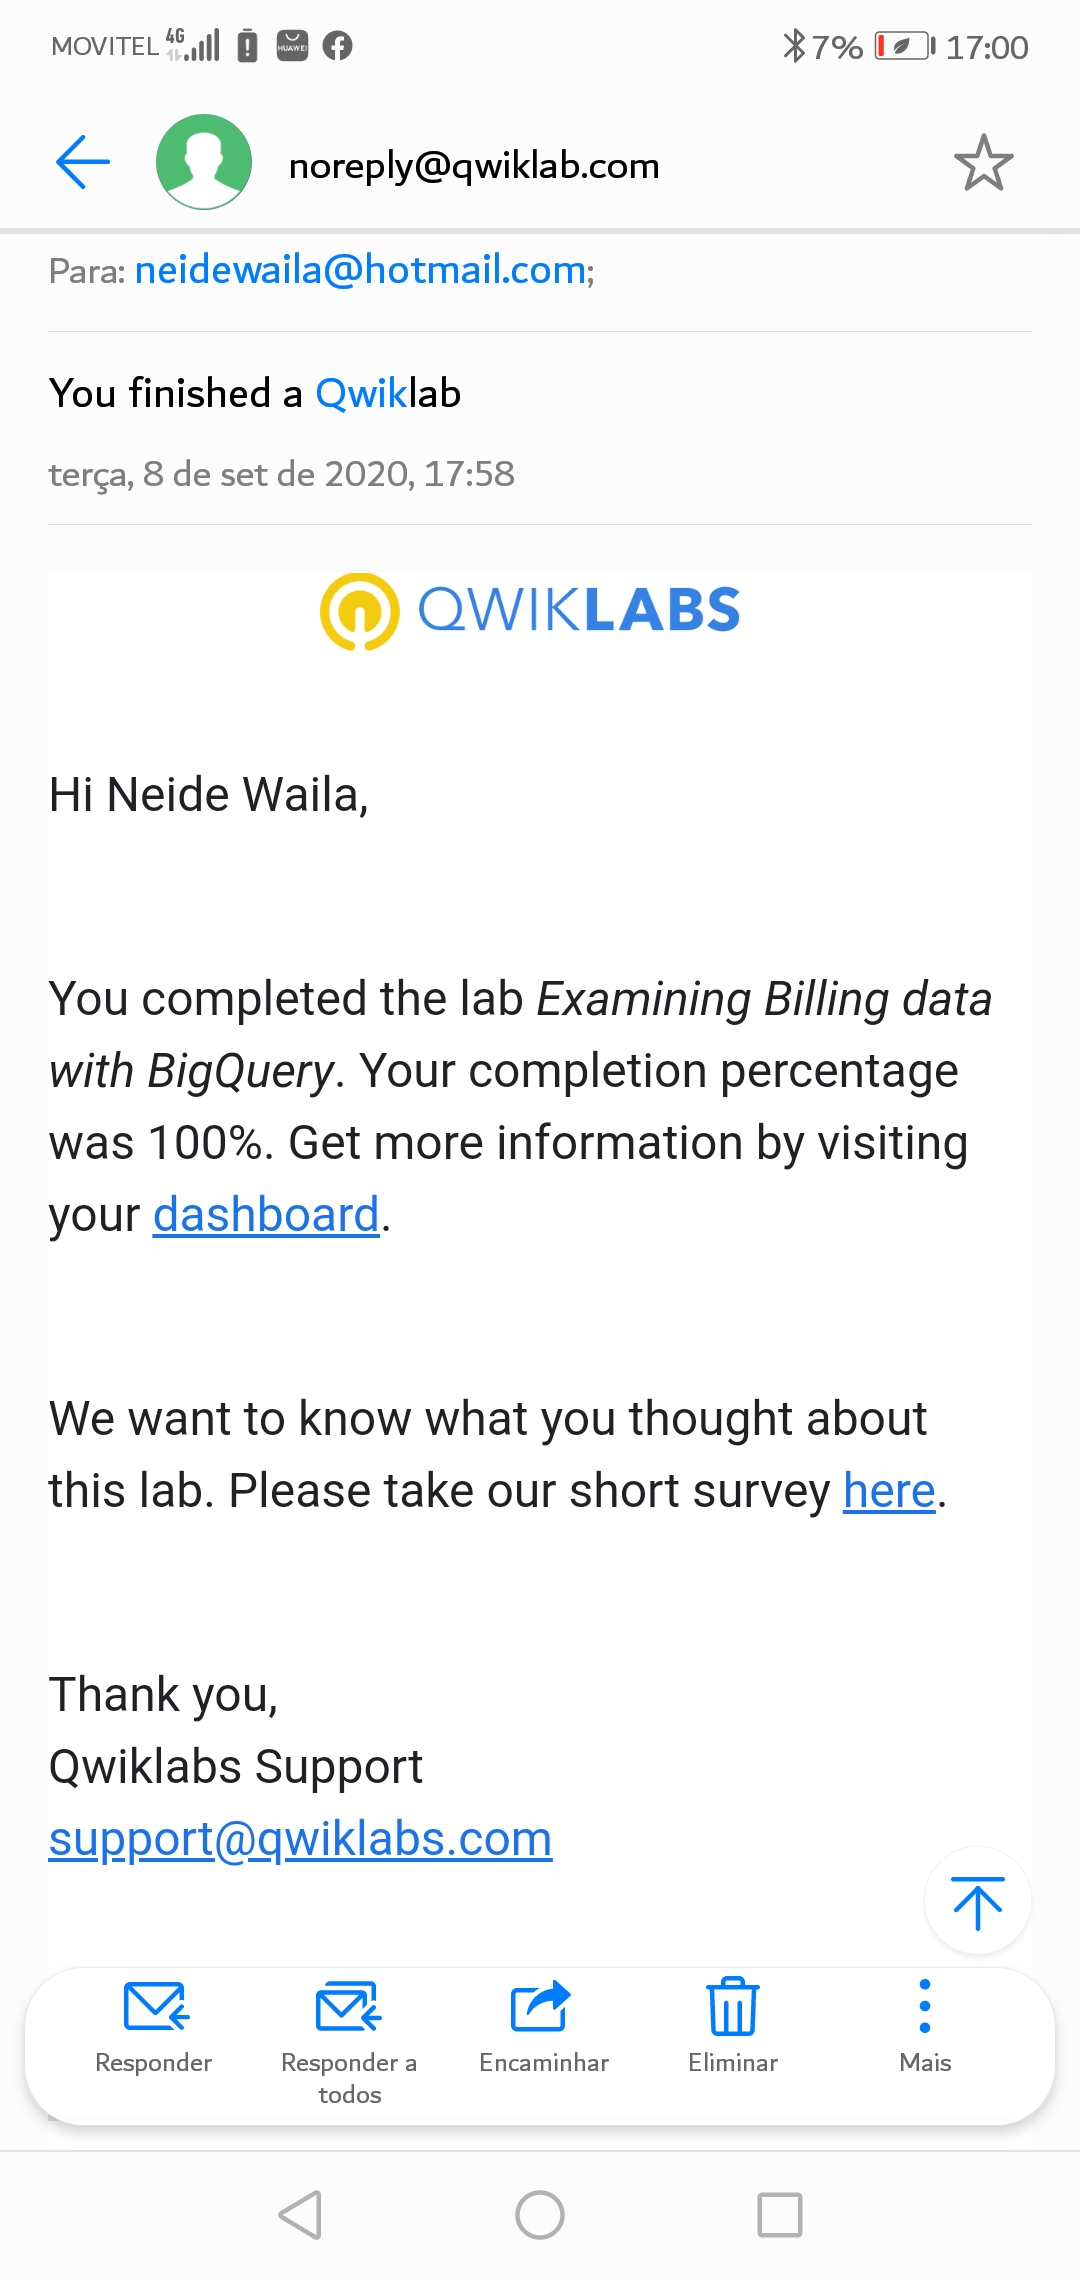 MOVITEL 4G HUAWEI 7% 17:00
noreply@qwiklab.com
Para: neidewaila@hotmail.com;
You finished a Qwiklab
terça, 8 de set de 2020, 17:58
QWIKLABS
Hi Neide Waila,
You completed the lab Examining Billing data
with BigQuery. Your completion percentage
was 100%. Get more information by visiting
your dashboard.
We want to know what you thought about
this lab. Please take our short survey here.
Thank you,
Qwiklabs Support
support@qwiklabs.com
Responder Responder a Encaminhar Eliminar Mais
todos